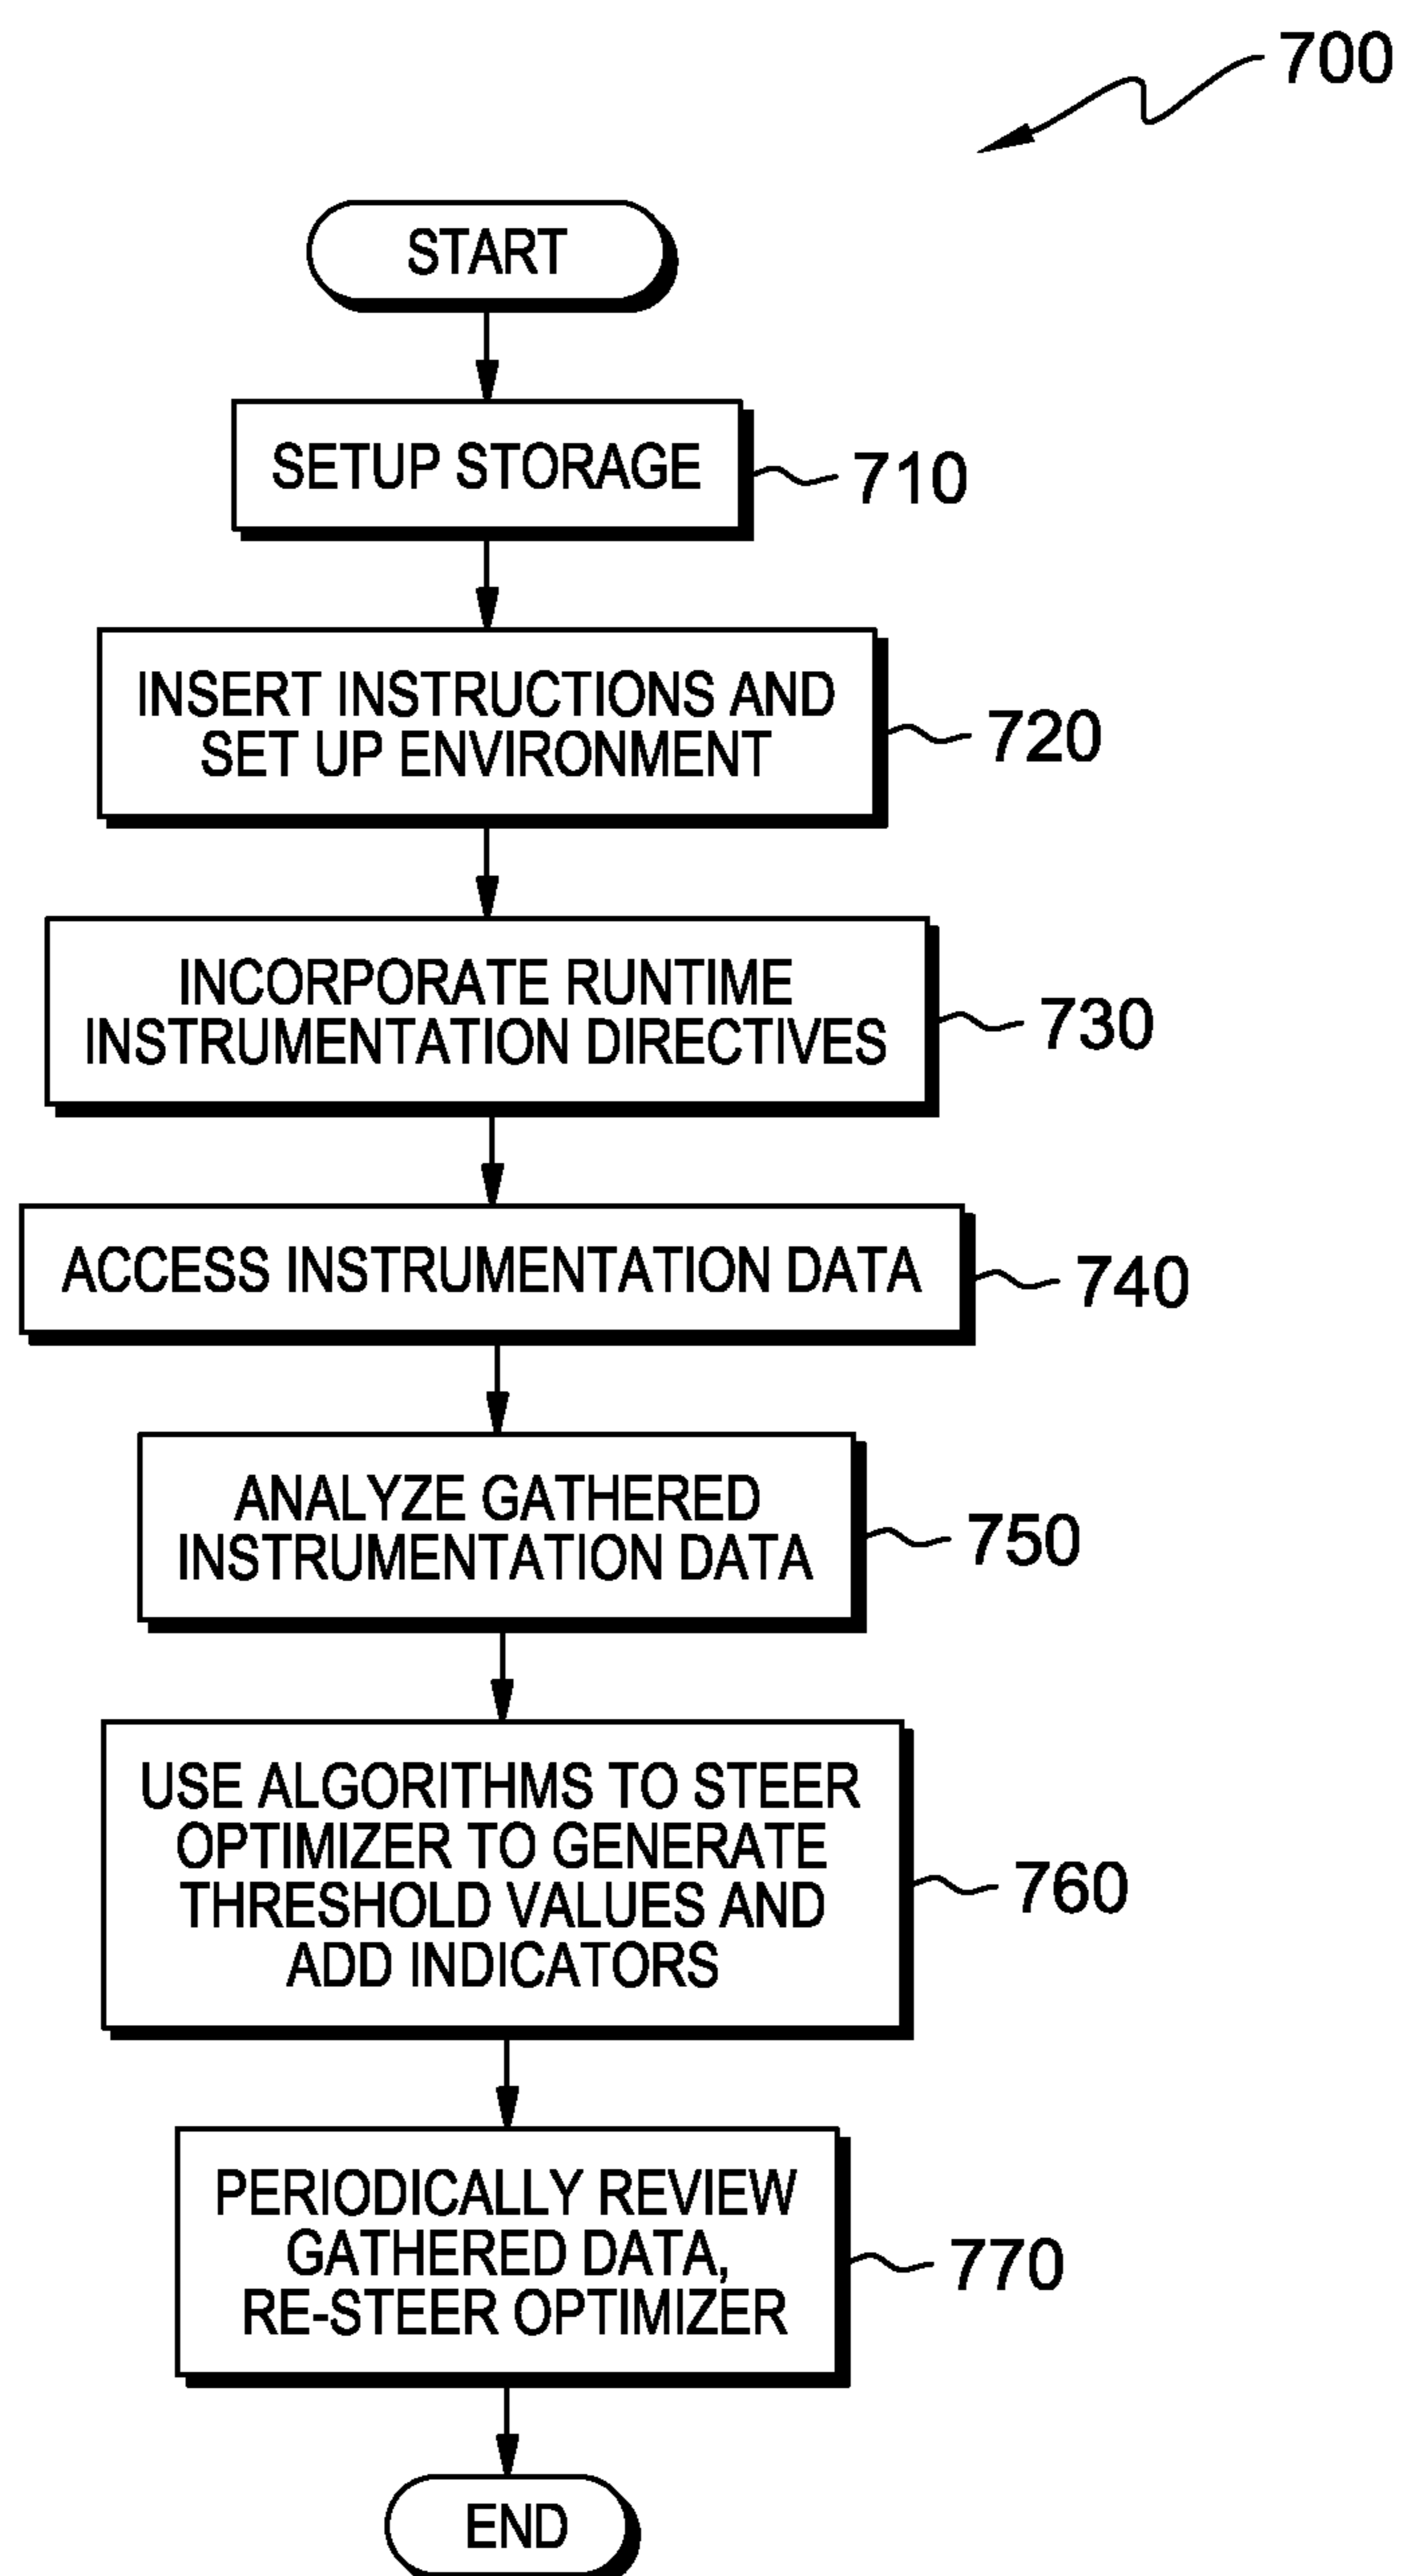 700
START
SETUP STORAGE
710
INSERT INSTRUCTIONS AND
SET UP ENVIRONMENT
720
INCORPORATE RUNTIME
INSTRUMENTATION DIRECTIVES
730
ACCESS INSTRUMENTATION DATA
740
ANALYZE GATHERED
INSTRUMENTATION DATA
750
USE ALGORITHMS TO STEER
OPTIMIZER TO GENERATE
THRESHOLD VALUES AND
ADD INDICATORS
760
PERIODICALLY REVIEW
GATHERED DATA,
RE-STEER OPTIMIZER
770
END